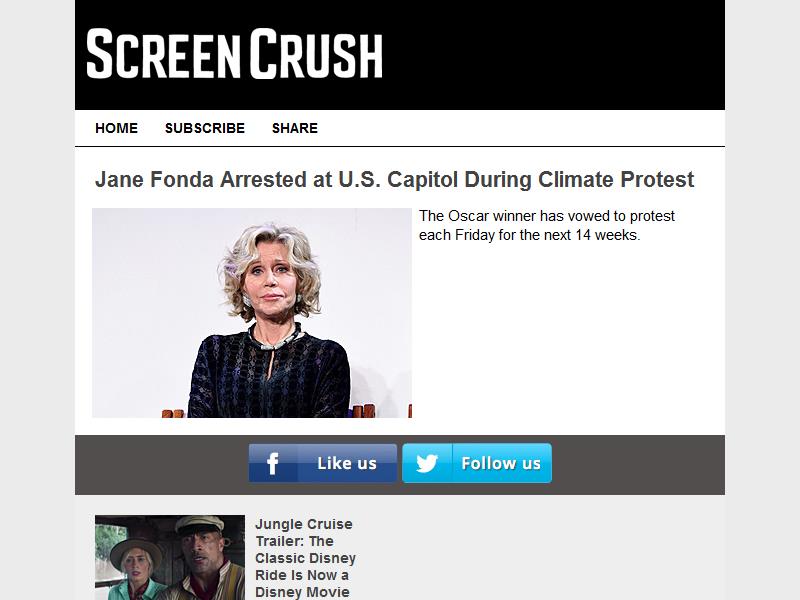 SCREENCRUSH
HOME SUBSCRIBE SHARE
Jane Fonda Arrested at U.S. Capitol During Climate Protest
The Oscar winner has vowed to protest
each Friday for the next 14 weeks.
Like us Follow us
Jungle Cruise
Trailer: The
Classic Disney
Ride Is Now a
Disney Movie